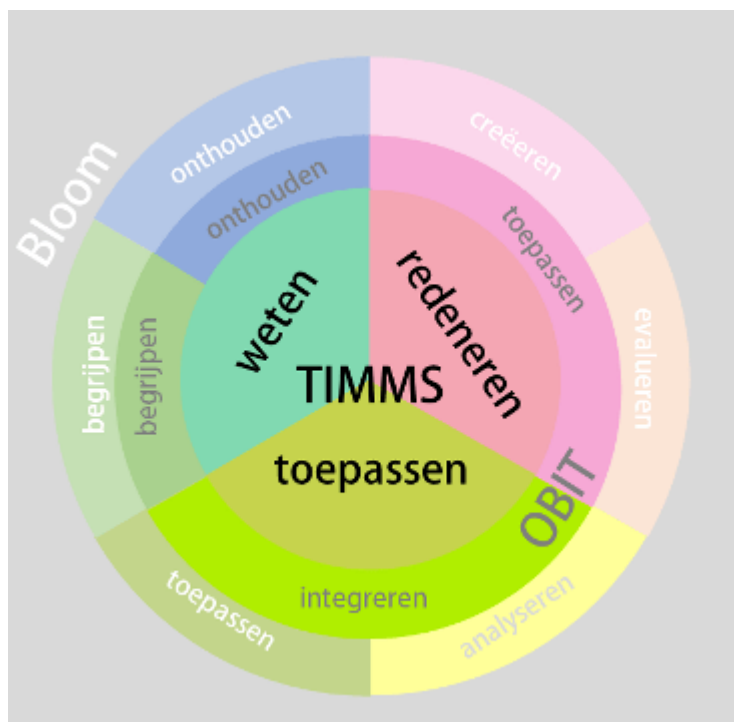 Bloom
onthouden
creëeren
onthouden
toepassen
weten
redeneren
evalueren
begrijpen
begrijpen
TIMMS
toepassen
OBIT
integreren
toepassen
analyseren